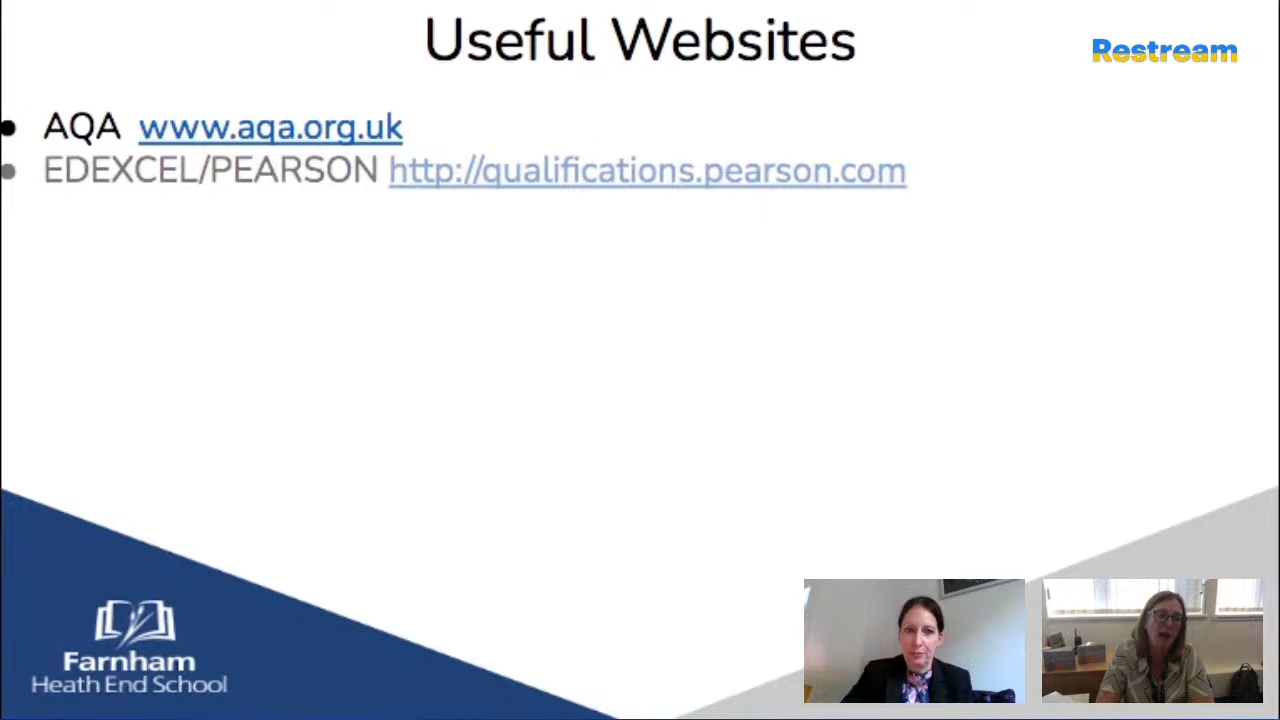 Useful Websites
Restream
AQA www.aqa.org.uk
EDEXCEL/PEARSON http://qualifications.pearson.com
Farnham
Heath End School